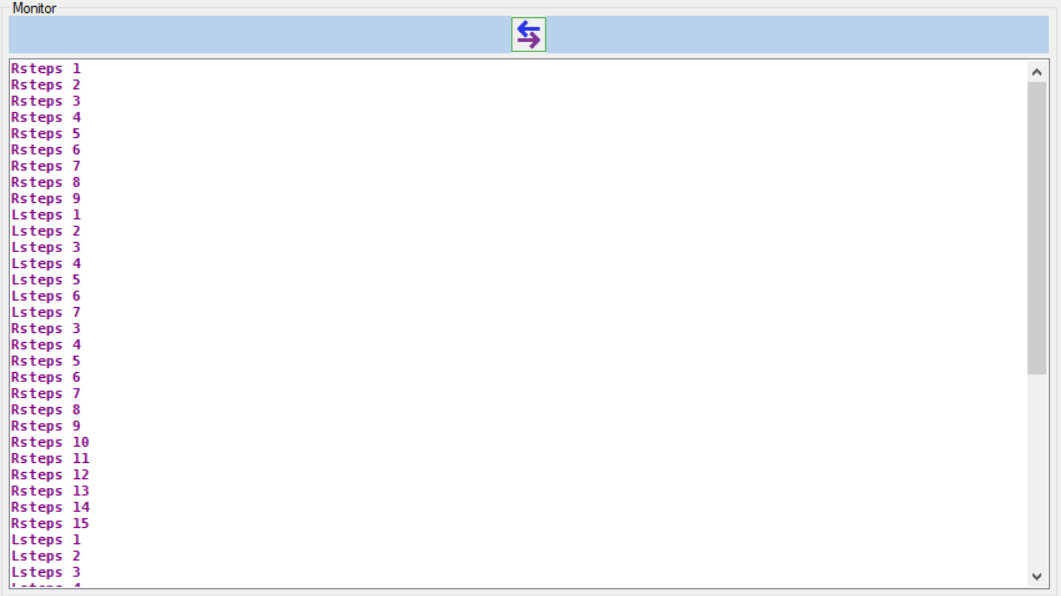 Monitor
Rsteps 1
Rsteps 2
Rsteps 3
Rsteps 4
Rsteps 5
Rsteps 6
Rsteps 7
Rsteps 8
Rsteps 9
Lsteps 1
Lsteps 2
Lsteps 3
Lsteps 4
Lsteps 5
Lsteps 6
Lsteps 7
Rsteps 3
Rsteps 4
Rsteps 5
Rsteps 6
Rsteps 7
Rsteps 8
Rsteps 9
Rsteps 10
Rsteps 11
Rsteps 12
Rsteps 13
Rsteps 14
Rsteps 15
Lsteps 1
Lsteps 2
Lsteps 3